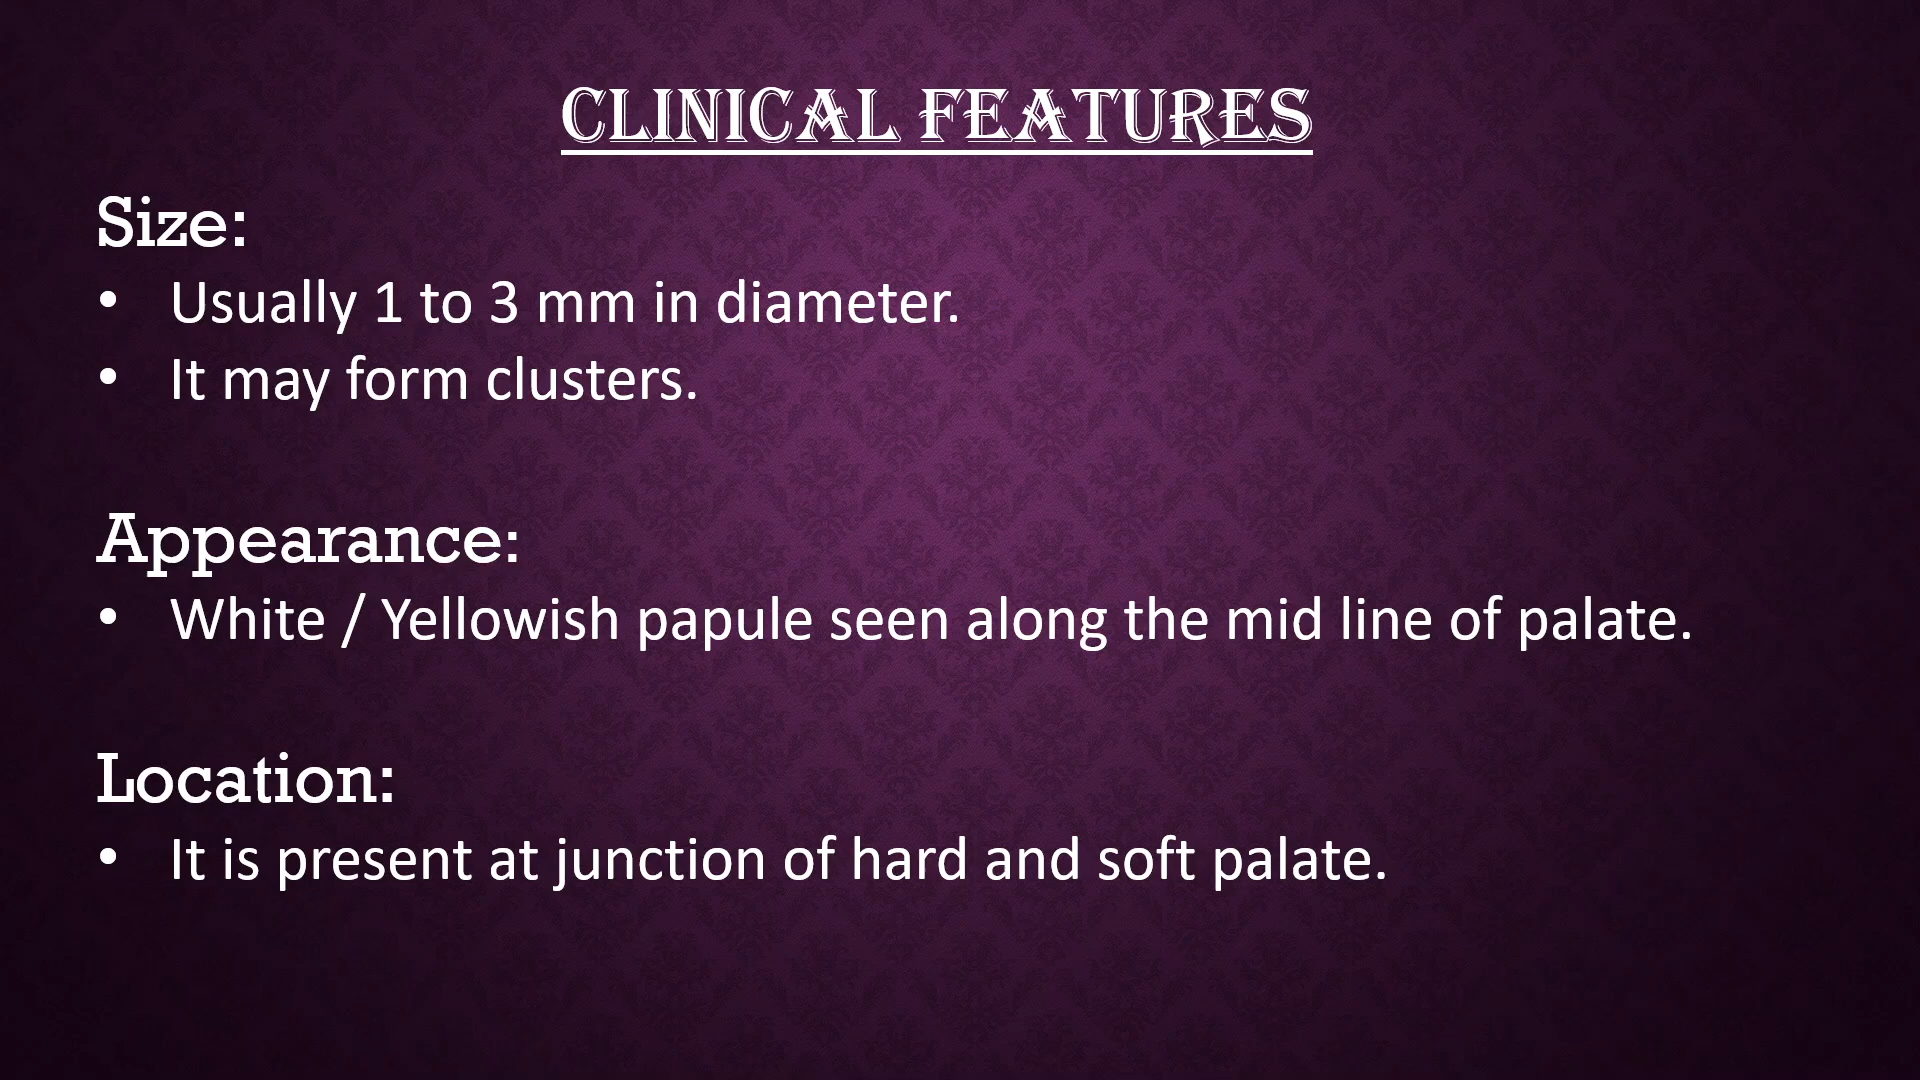 CLINICAL FEATURES
Size:
• Usually 1 to 3 mm in diameter.
• It may form clusters.
Appearance:
• White / Yellowish papule seen along the mid line of palate.
Location:
• It is present at junction of hard and soft palate.